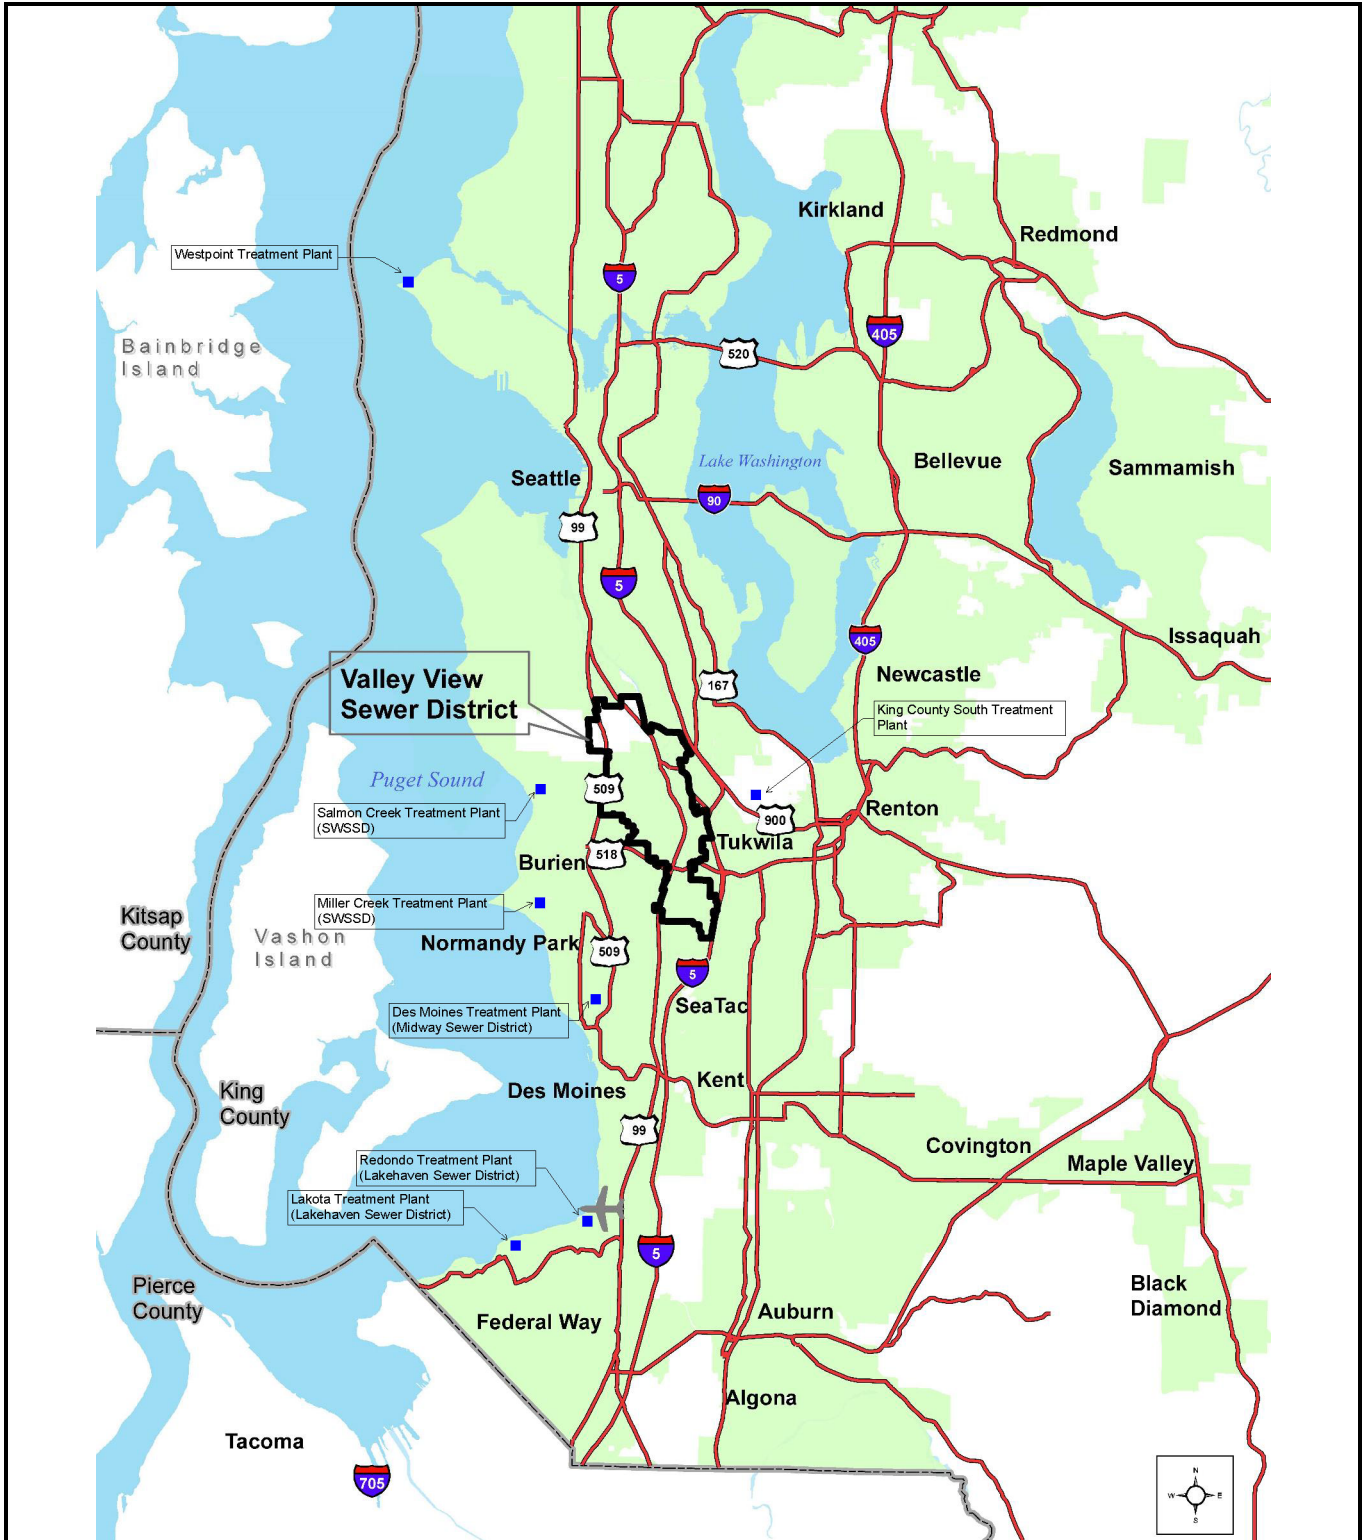 Kirkland
Redmond
Westpoint Treatment Plant
5
405
Bainbridge
Island
520
Lake Washington
Bellevue
Sammamish
Seattle
90
99
5
405
Issaquah
Valley View
Sewer District
167
Newcastle
King County South Treatment
Plant
Puget Sound
509
Salmon Creek Treatment Plant
(SWSSD)
900
Renton
Tukwila
518
Burien
Miller Creek Treatment Plant
(SWSSD)
Kitsap
County
Vashon
Island
Normandy Park
509
5
SeaTac
Des Moines Treatment Plant
(Midway Sewer District)
King
County
Des Moines
Kent
99
Covington
Maple Valley
Redondo Treatment Plant
(Lakehaven Sewer District)
Lakota Treatment Plant
(Lakehaven Sewer District)
5
Pierce
County
Black
Diamond
Federal Way
Auburn
Algona
Tacoma
705
N
W
E
S